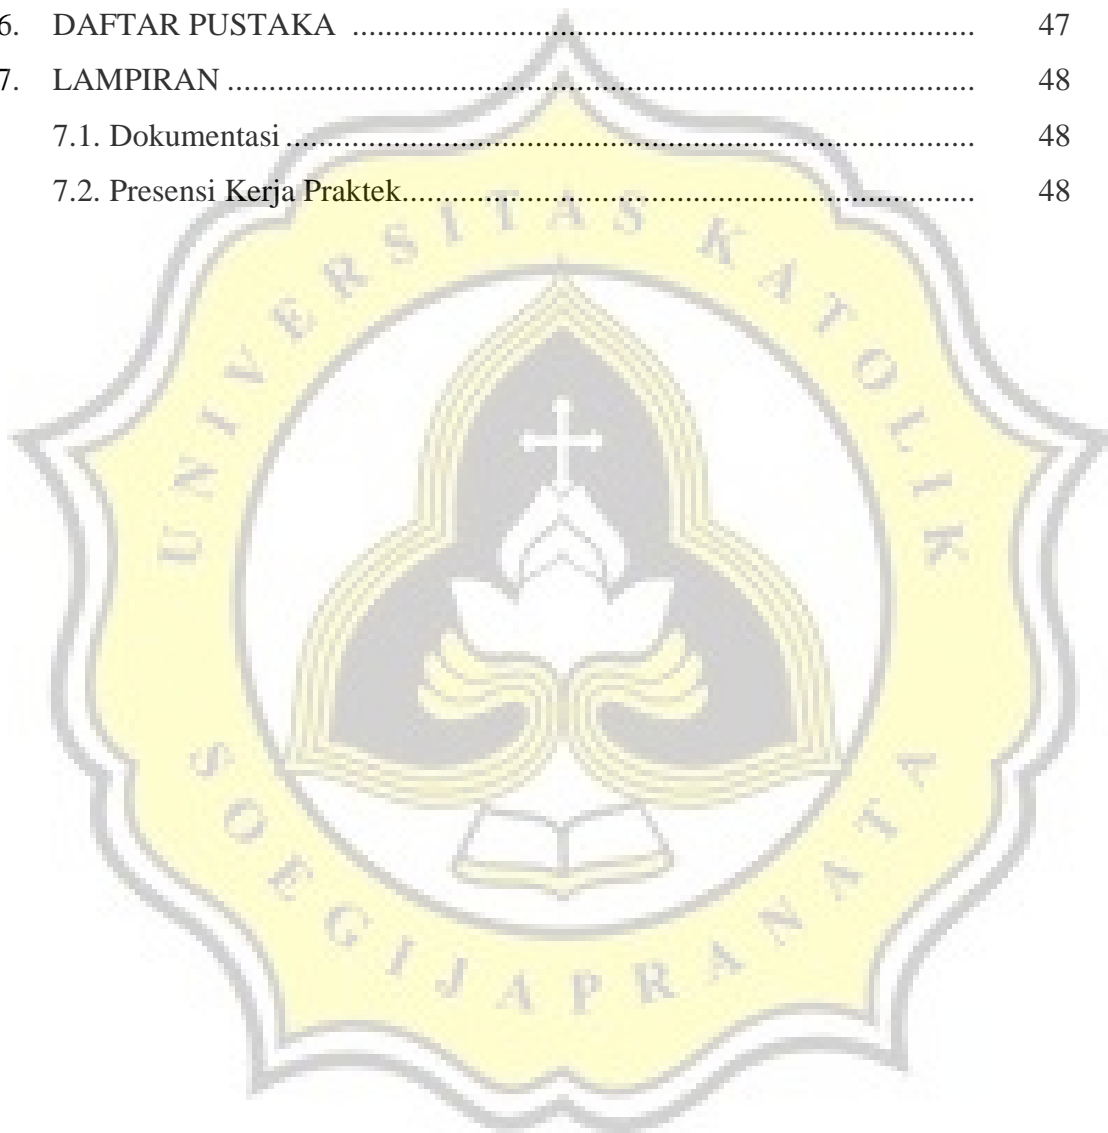 6. DAFTAR PUSTAKA ........................................................................... 47
7. LAMPIRAN .......................................................................................... 48
7.1. Dokumentasi ................................................................................... 48
7.2. Presensi Kerja Praktek..................................................................... 48
UNIVERSITAS KATOLIK
SOEGIJAPRANATA